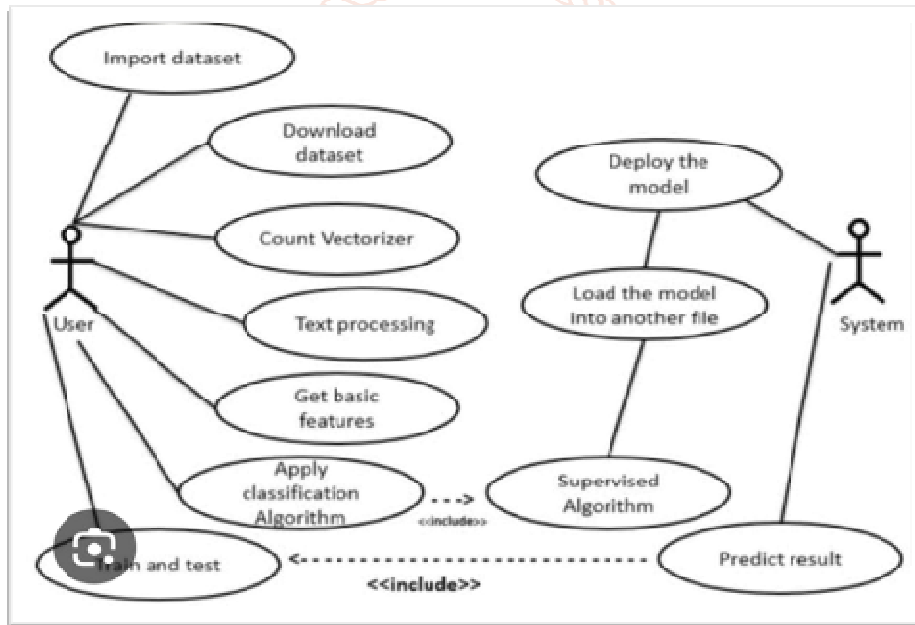 Import dataset
Download
dataset
Deploy the
model
Count Vectorizer
Load the model
into another file
Text processing
User
System
Get basic
features
Apply
classification
Algorithm
Supervised
Algorithm
<<include>>
Train and test
Predict result
<<include>>